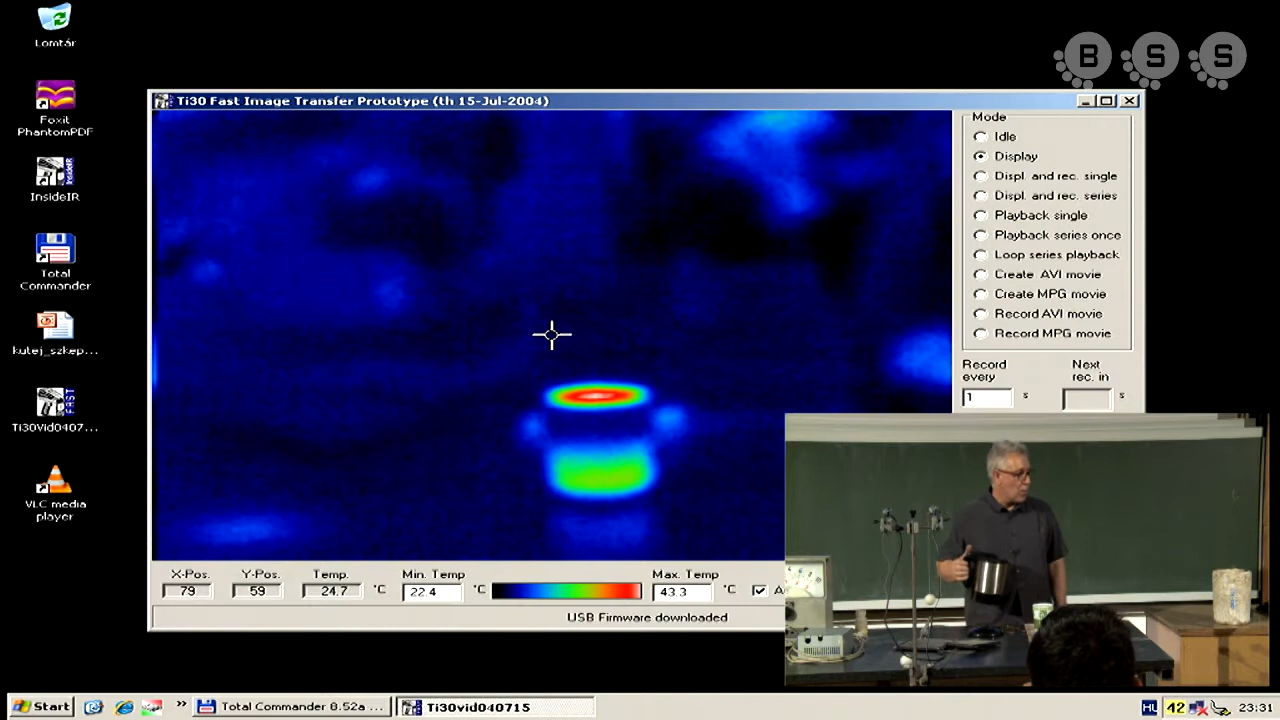 Lomtár
Foxit
PhantomPDF
InsideIR
InsideIR
Total
Commander
kutej_szkep...
FAST
Ti30Vid0407...
VLC media
player
BSS
Ti30 Fast Image Transfer Prototype (th 15-Jul-2004)
Mode
Idle
Display
Displ. and rec. single
Displ. and rec. series
Playback single
Playback series once
Loop series playback
Create AVI movie
Create MPG movie
Record AVI movie
Record MPG movie
Record every
Next rec. in
1 s
s
X-Pos. Y-Pos. Temp. Min. Temp Max. Temp
79 59 24.7 °C 22.4 °C 43.3 °C A
USB Firmware downloaded
Start
Total Commander 8.52a ...
Ti30vid040715
HU
42
23:31